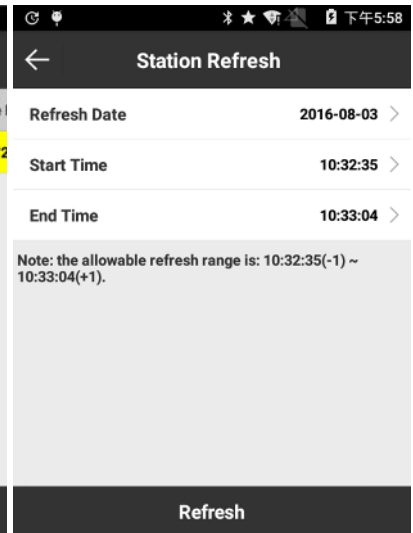 下午5:58
Station Refresh
Refresh Date 2016-08-03
Start Time 10:32:35
End Time 10:33:04
Note: the allowable refresh range is: 10:32:35(-1) ~
10:33:04(+1).
Refresh